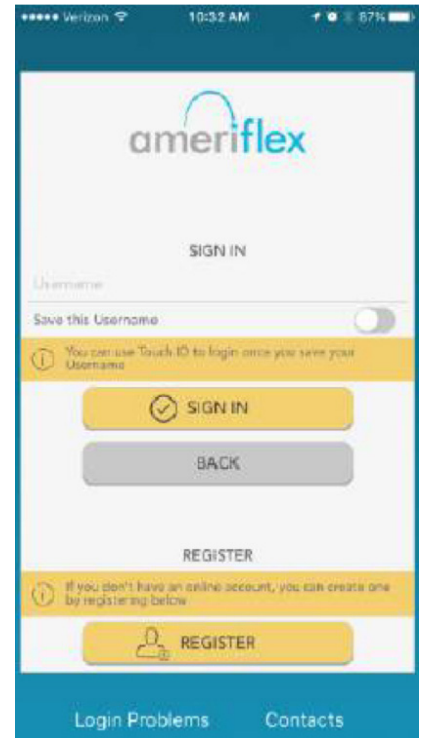 Verizon 10:32 AM 87%
ameriflex
SIGN IN
Username
Save this Username
You can use Touch ID to login once you save your
Username
SIGN IN
BACK
REGISTER
If you don't have an online account, you can create one
by registering below
REGISTER
Login Problems Contacts